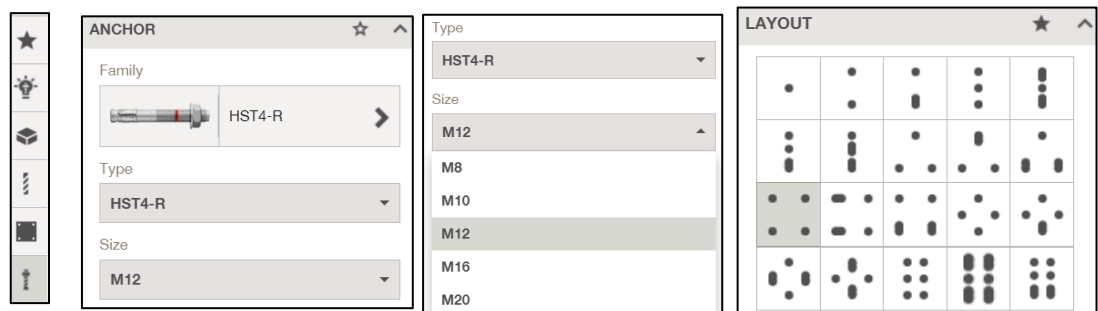 ANCHOR
Family
HST4-R
Type
HST4-R
Size
M12
Type
HST4-R
Size
M12
M8
M10
M12
M16
M20
LAYOUT